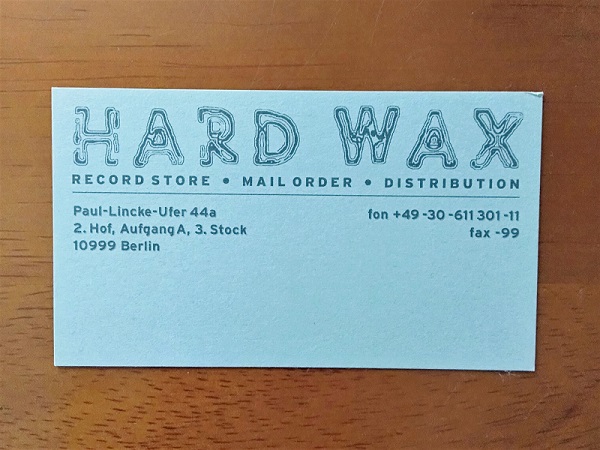 HARD WAX
RECORD STORE • MAIL ORDER • DISTRIBUTION
Paul-Lincke-Ufer 44a
2. Hof, Aufgang A, 3. Stock
10999 Berlin
fon +49 -30 -611 301 -11
fax -99